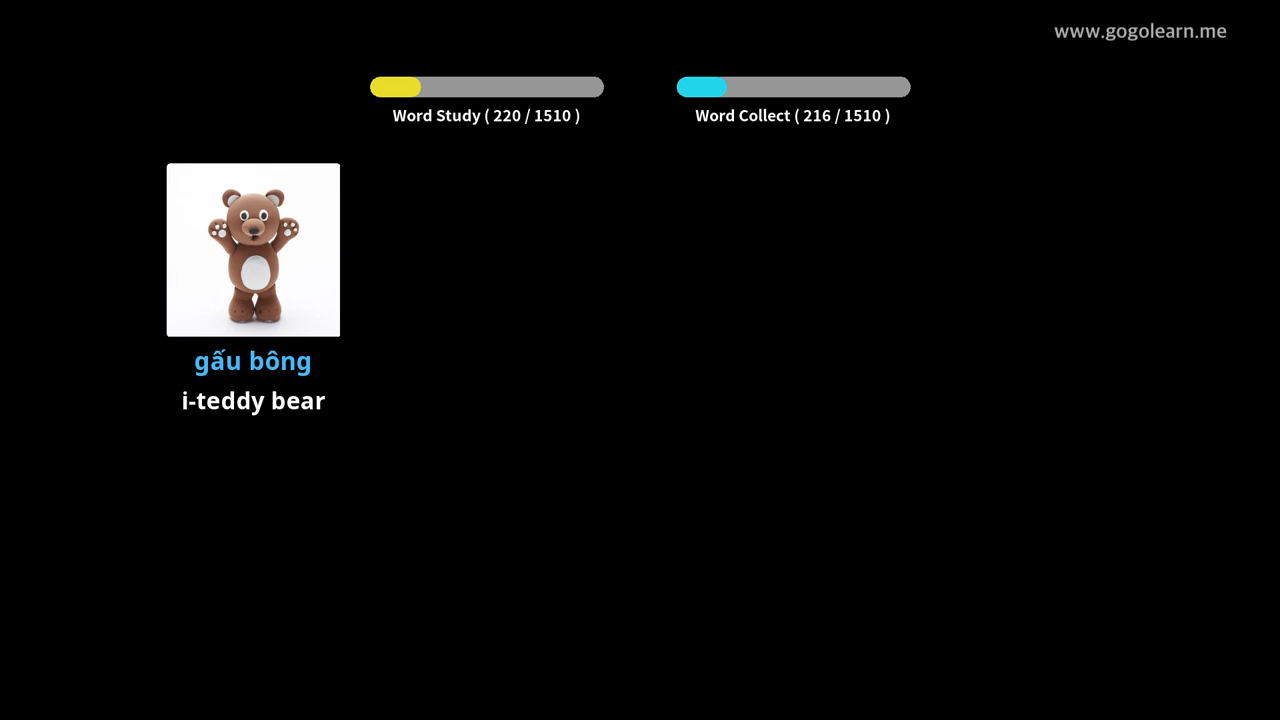 www.gogolearn.me
Word Study ( 220 / 1510 )
Word Collect ( 216 / 1510 )
gấu bông
i-teddy bear